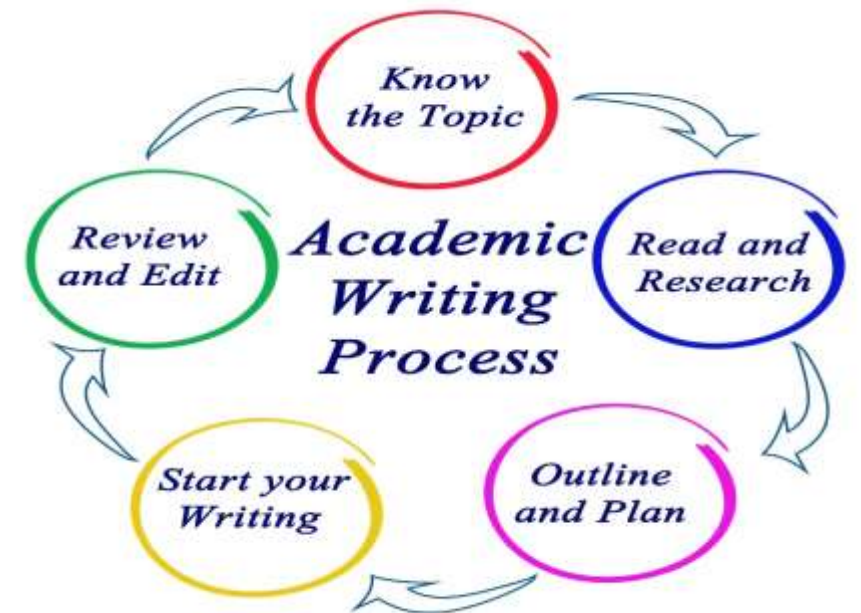 Know
the Topic
Read and
Research
Outline
and Plan
Start your
Writing
Review
and Edit
Academic
Writing
Process